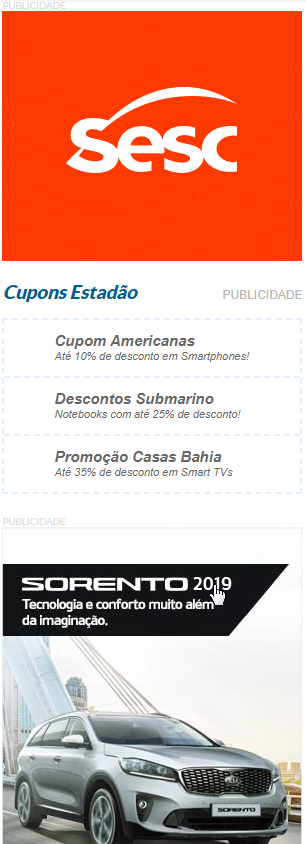 PUBLICIDADE
Sesc
Cupons Estadão
PUBLICIDADE
Cupom Americanas
Até 10% de desconto em Smartphones!
Descontos Submarino
Notebooks com até 25% de desconto!
Promoção Casas Bahia
Até 35% de desconto em Smart TVs
PUBLICIDADE
SORENTO 2019
Tecnologia e conforto muito além
da imaginação.
KIA
SORENTO